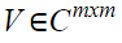 V ∈ C^{mxm}